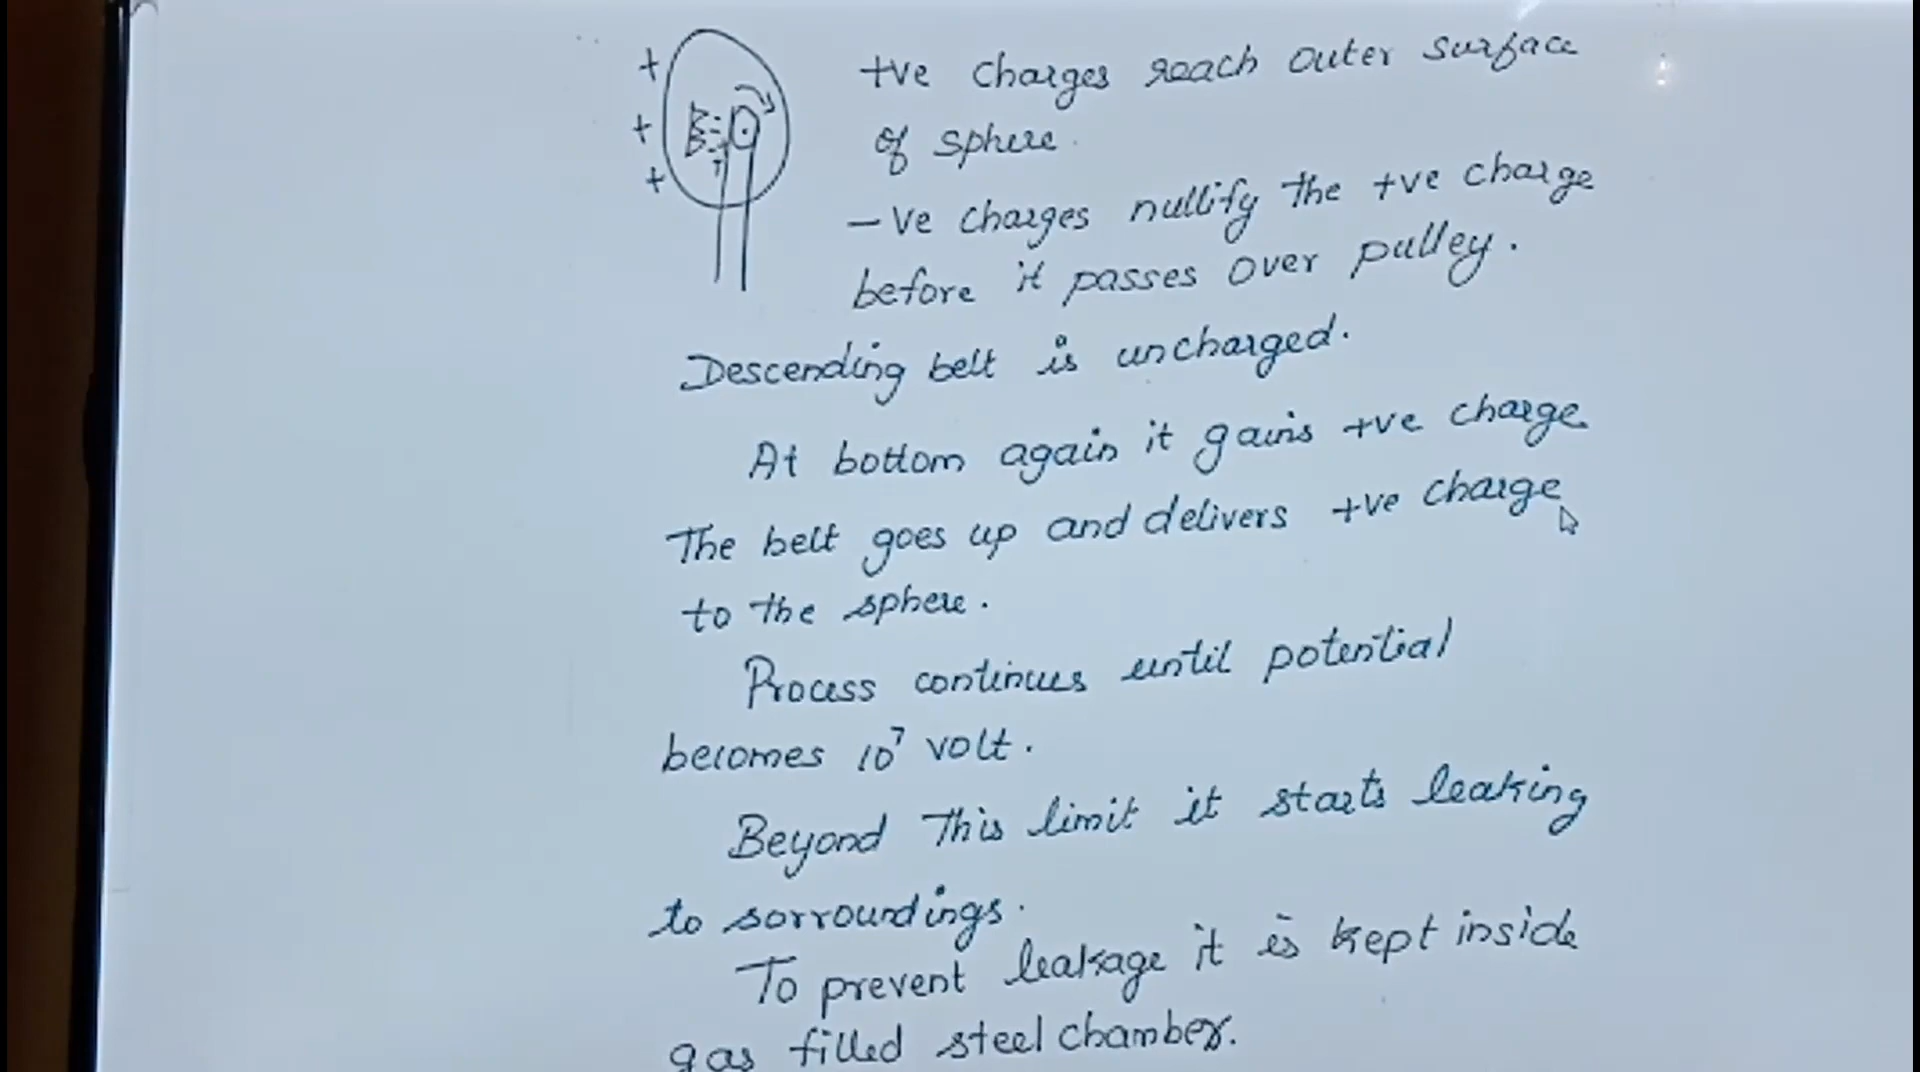 +ve charges reach outer surface
of sphere.
-ve charges nullify the +ve charge
before it passes over pulley.
Descending belt is uncharged.
At bottom again it gains +ve charge
The belt goes up and delivers +ve charge
to the sphere.
Process continues until potential
becomes 10⁷ volt.
Beyond this limit it starts leaking
to sorroundings.
To prevent leakage it is kept inside
gas filled steel chamber.